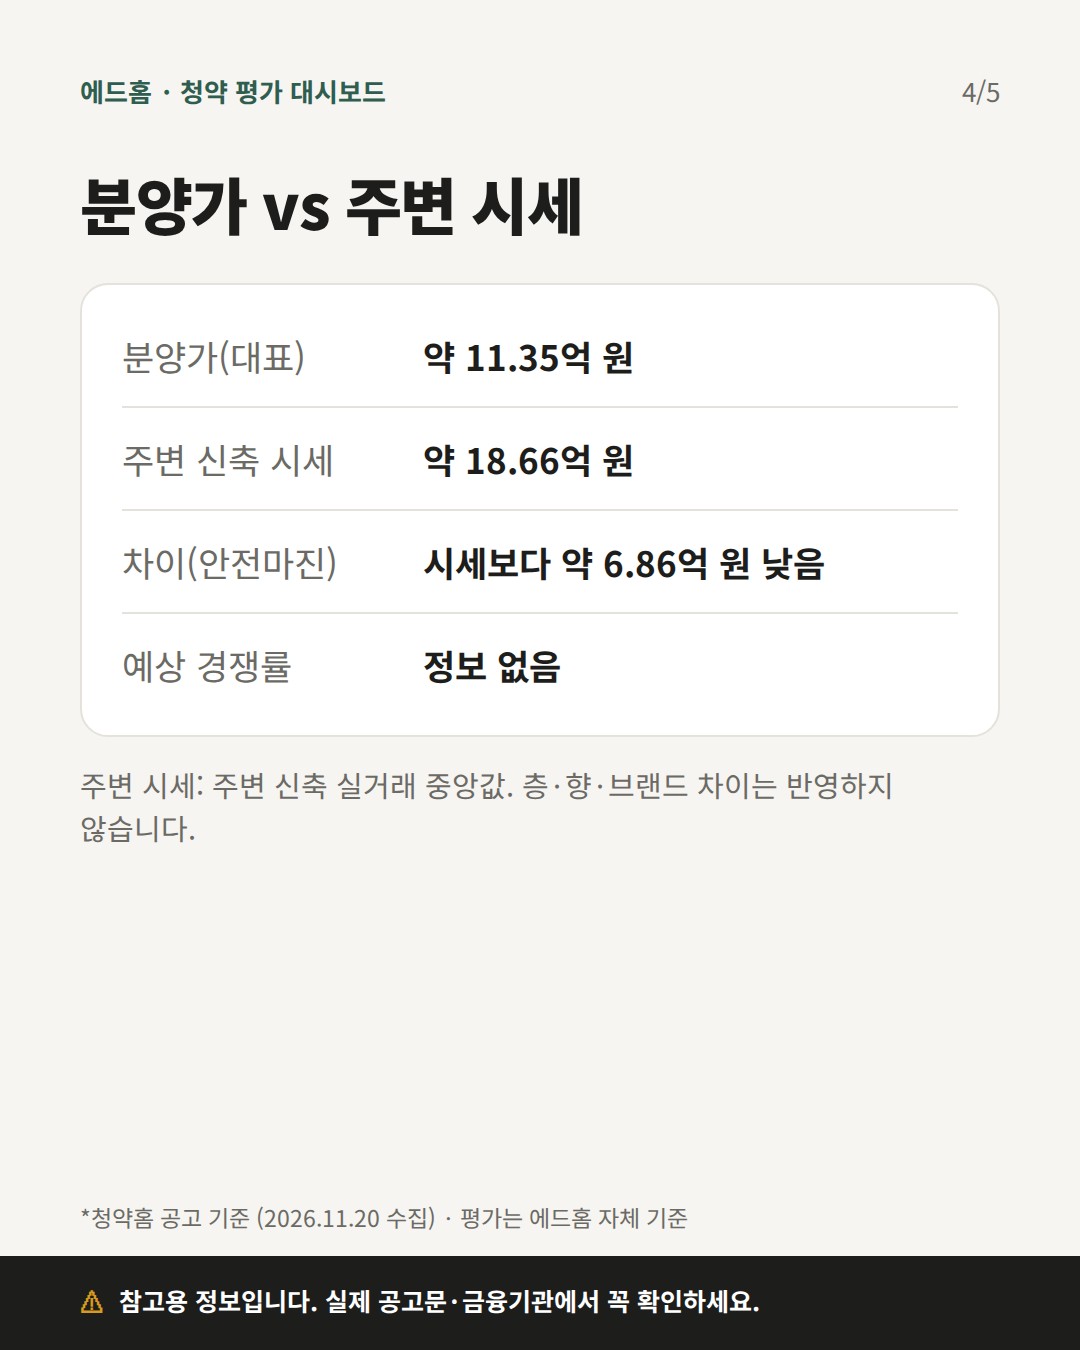 에드홈 · 청약 평가 대시보드
4/5
분양가 vs 주변 시세
분양가(대표) 약 11.35억 원
주변 신축 시세 약 18.66억 원
차이(안전마진) 시세보다 약 6.86억 원 낮음
예상 경쟁률 정보 없음
주변 시세: 주변 신축 실거래 중앙값. 층·향·브랜드 차이는 반영하지
않습니다.
*청약홈 공고 기준 (2026.11.20 수집) · 평가는 에드홈 자체 기준
⚠ 참고용 정보입니다. 실제 공고문·금융기관에서 꼭 확인하세요.